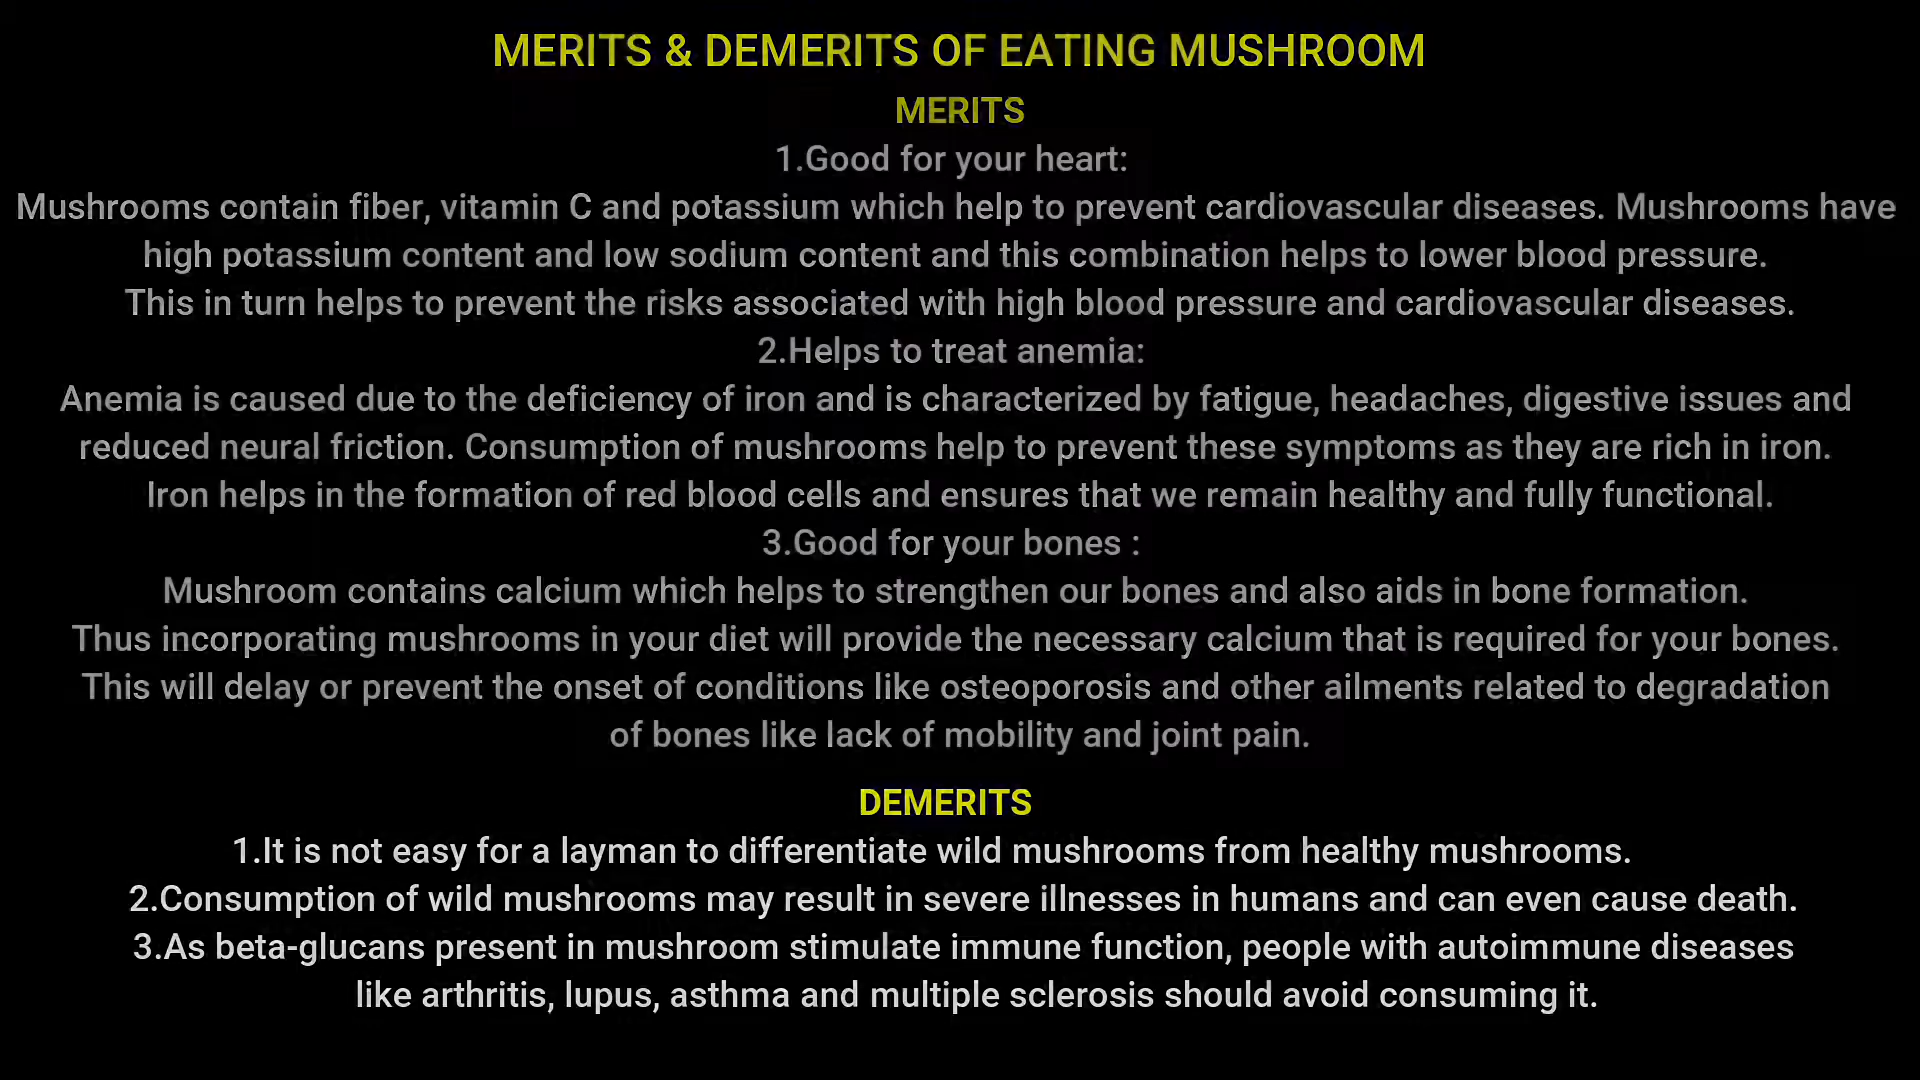 MERITS & DEMERITS OF EATING MUSHROOM
MERITS
1.Good for your heart:
Mushrooms contain fiber, vitamin C and potassium which help to prevent cardiovascular diseases. Mushrooms have
high potassium content and low sodium content and this combination helps to lower blood pressure.
This in turn helps to prevent the risks associated with high blood pressure and cardiovascular diseases.
2.Helps to treat anemia:
Anemia is caused due to the deficiency of iron and is characterized by fatigue, headaches, digestive issues and
reduced neural friction. Consumption of mushrooms help to prevent these symptoms as they are rich in iron.
Iron helps in the formation of red blood cells and ensures that we remain healthy and fully functional.
3.Good for your bones :
Mushroom contains calcium which helps to strengthen our bones and also aids in bone formation.
Thus incorporating mushrooms in your diet will provide the necessary calcium that is required for your bones.
This will delay or prevent the onset of conditions like osteoporosis and other ailments related to degradation
of bones like lack of mobility and joint pain.
DEMERITS
1.It is not easy for a layman to differentiate wild mushrooms from healthy mushrooms.
2.Consumption of wild mushrooms may result in severe illnesses in humans and can even cause death.
3.As beta-glucans present in mushroom stimulate immune function, people with autoimmune diseases
like arthritis, lupus, asthma and multiple sclerosis should avoid consuming it.